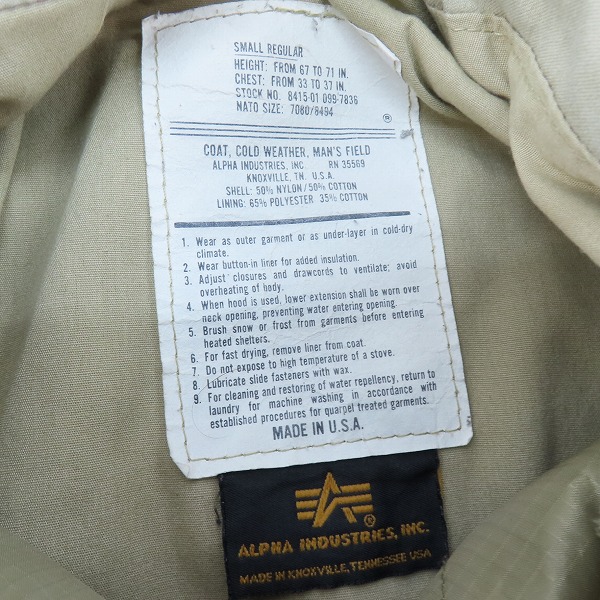 SMALL REGULAR
HEIGHT: FROM 67 TO 71 IN.
CHEST: FROM 33 TO 37 IN.
STOCK NO. 8415-01 099-7836
NATO SIZE: 7080/8494
®
COAT, COLD WEATHER, MAN'S FIELD
ALPHA INDUSTRIES, INC RN 35569
KNOXVILLE, TN. U.S.A.
SHELL: 50% NYLON/50% COTTON
LINING: 65% POLYESTER 35% COTTON
1. Wear as outer garment or as under-layer in cold-dry
climate.
2. Wear button-in liner for added insulation.
3. Adjust closures and drawcords to ventilate; avoid
overheating of body.
4. When hood is used, lower extension shall be worn over
neck opening, preventing water entering opening.
5. Brush snow or frost from garments before entering
heated shelters.
6. For fast drying, remove liner from coat.
7. Do not expose to high temperature of a stove.
8. Lubricate slide fasteners with wax.
9. For cleaning and restoring of water repellency, return to
laundry for machine washing in accordance with
established procedures for quarpel treated garments.
MADE IN U.S.A.
®
ALPHA INDUSTRIES, INC.
MADE IN KNOXVILLE, TENNESSEE USA